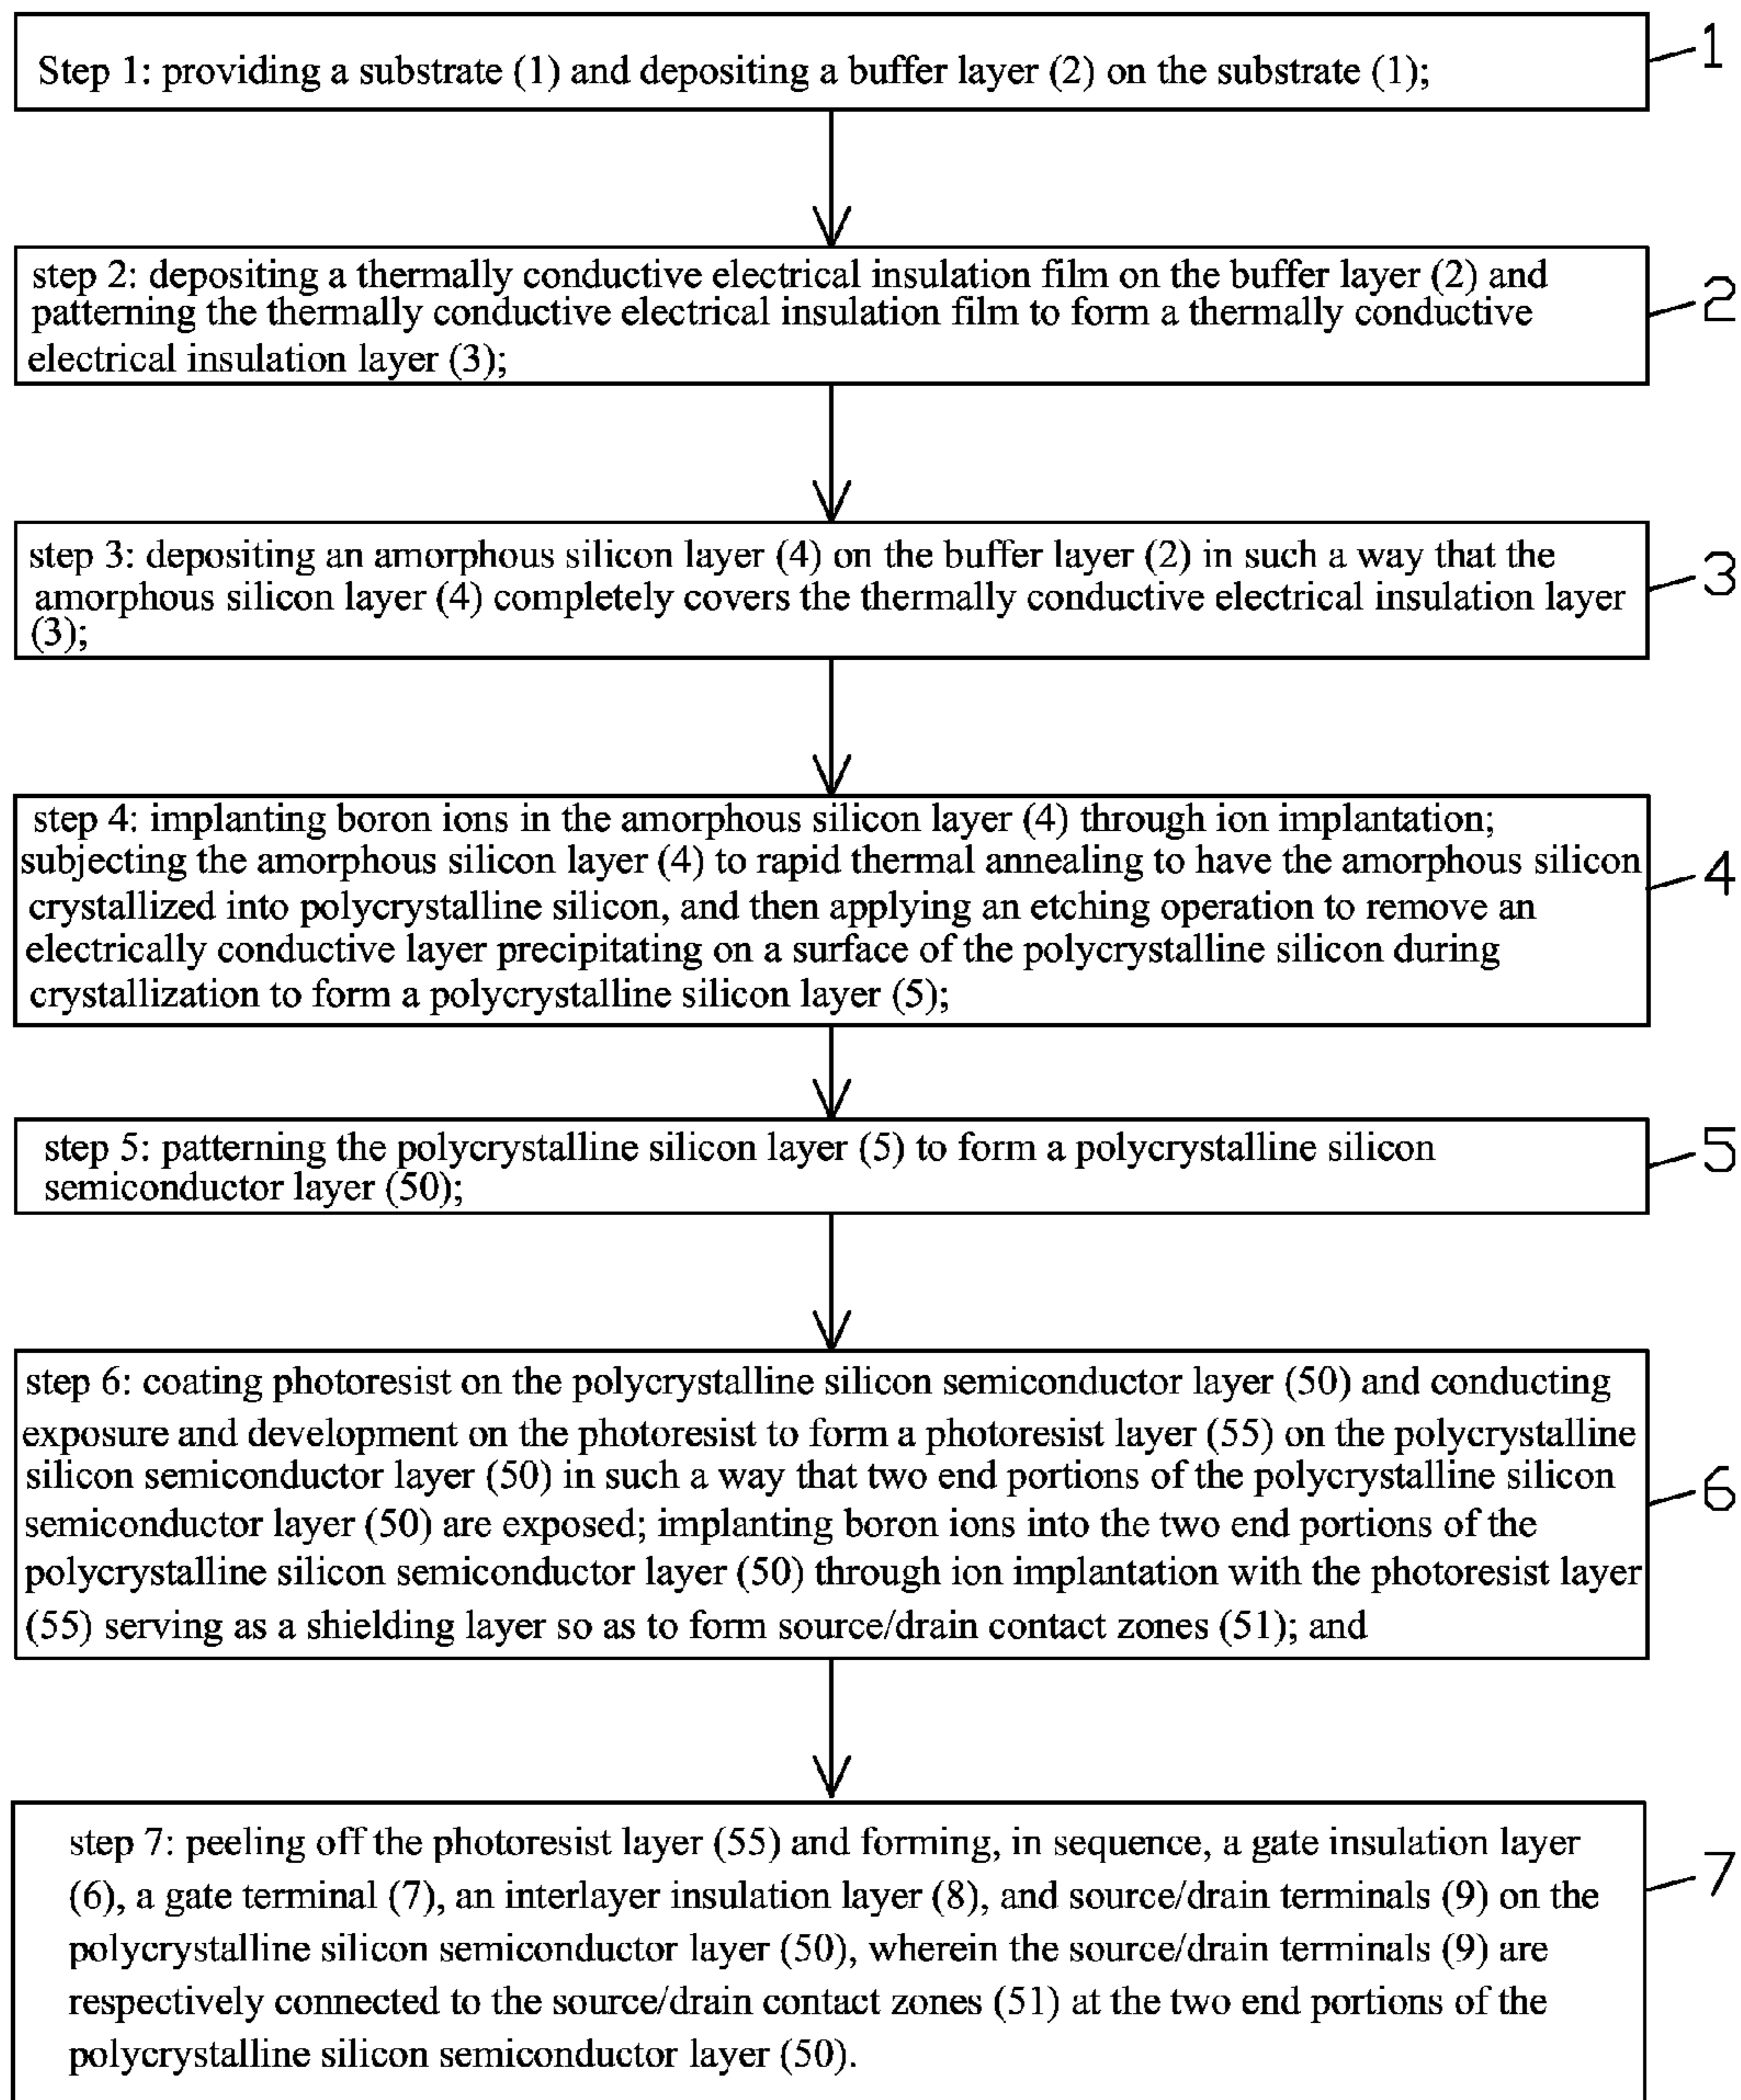 Step 1: providing a substrate (1) and depositing a buffer layer (2) on the substrate (1);
1
step 2: depositing a thermally conductive electrical insulation film on the buffer layer (2) and
patterning the thermally conductive electrical insulation film to form a thermally conductive
electrical insulation layer (3);
2
step 3: depositing an amorphous silicon layer (4) on the buffer layer (2) in such a way that the
amorphous silicon layer (4) completely covers the thermally conductive electrical insulation layer
(3);
3
step 4: implanting boron ions in the amorphous silicon layer (4) through ion implantation;
subjecting the amorphous silicon layer (4) to rapid thermal annealing to have the amorphous silicon
crystallized into polycrystalline silicon, and then applying an etching operation to remove an
electrically conductive layer precipitating on a surface of the polycrystalline silicon during
crystallization to form a polycrystalline silicon layer (5);
4
step 5: patterning the polycrystalline silicon layer (5) to form a polycrystalline silicon
semiconductor layer (50);
5
step 6: coating photoresist on the polycrystalline silicon semiconductor layer (50) and conducting
exposure and development on the photoresist to form a photoresist layer (55) on the polycrystalline
silicon semiconductor layer (50) in such a way that two end portions of the polycrystalline silicon
semiconductor layer (50) are exposed; implanting boron ions into the two end portions of the
polycrystalline silicon semiconductor layer (50) through ion implantation with the photoresist layer
(55) serving as a shielding layer so as to form source/drain contact zones (51); and
6
step 7: peeling off the photoresist layer (55) and forming, in sequence, a gate insulation layer
(6), a gate terminal (7), an interlayer insulation layer (8), and source/drain terminals (9) on the
polycrystalline silicon semiconductor layer (50), wherein the source/drain terminals (9) are
respectively connected to the source/drain contact zones (51) at the two end portions of the
polycrystalline silicon semiconductor layer (50).
7